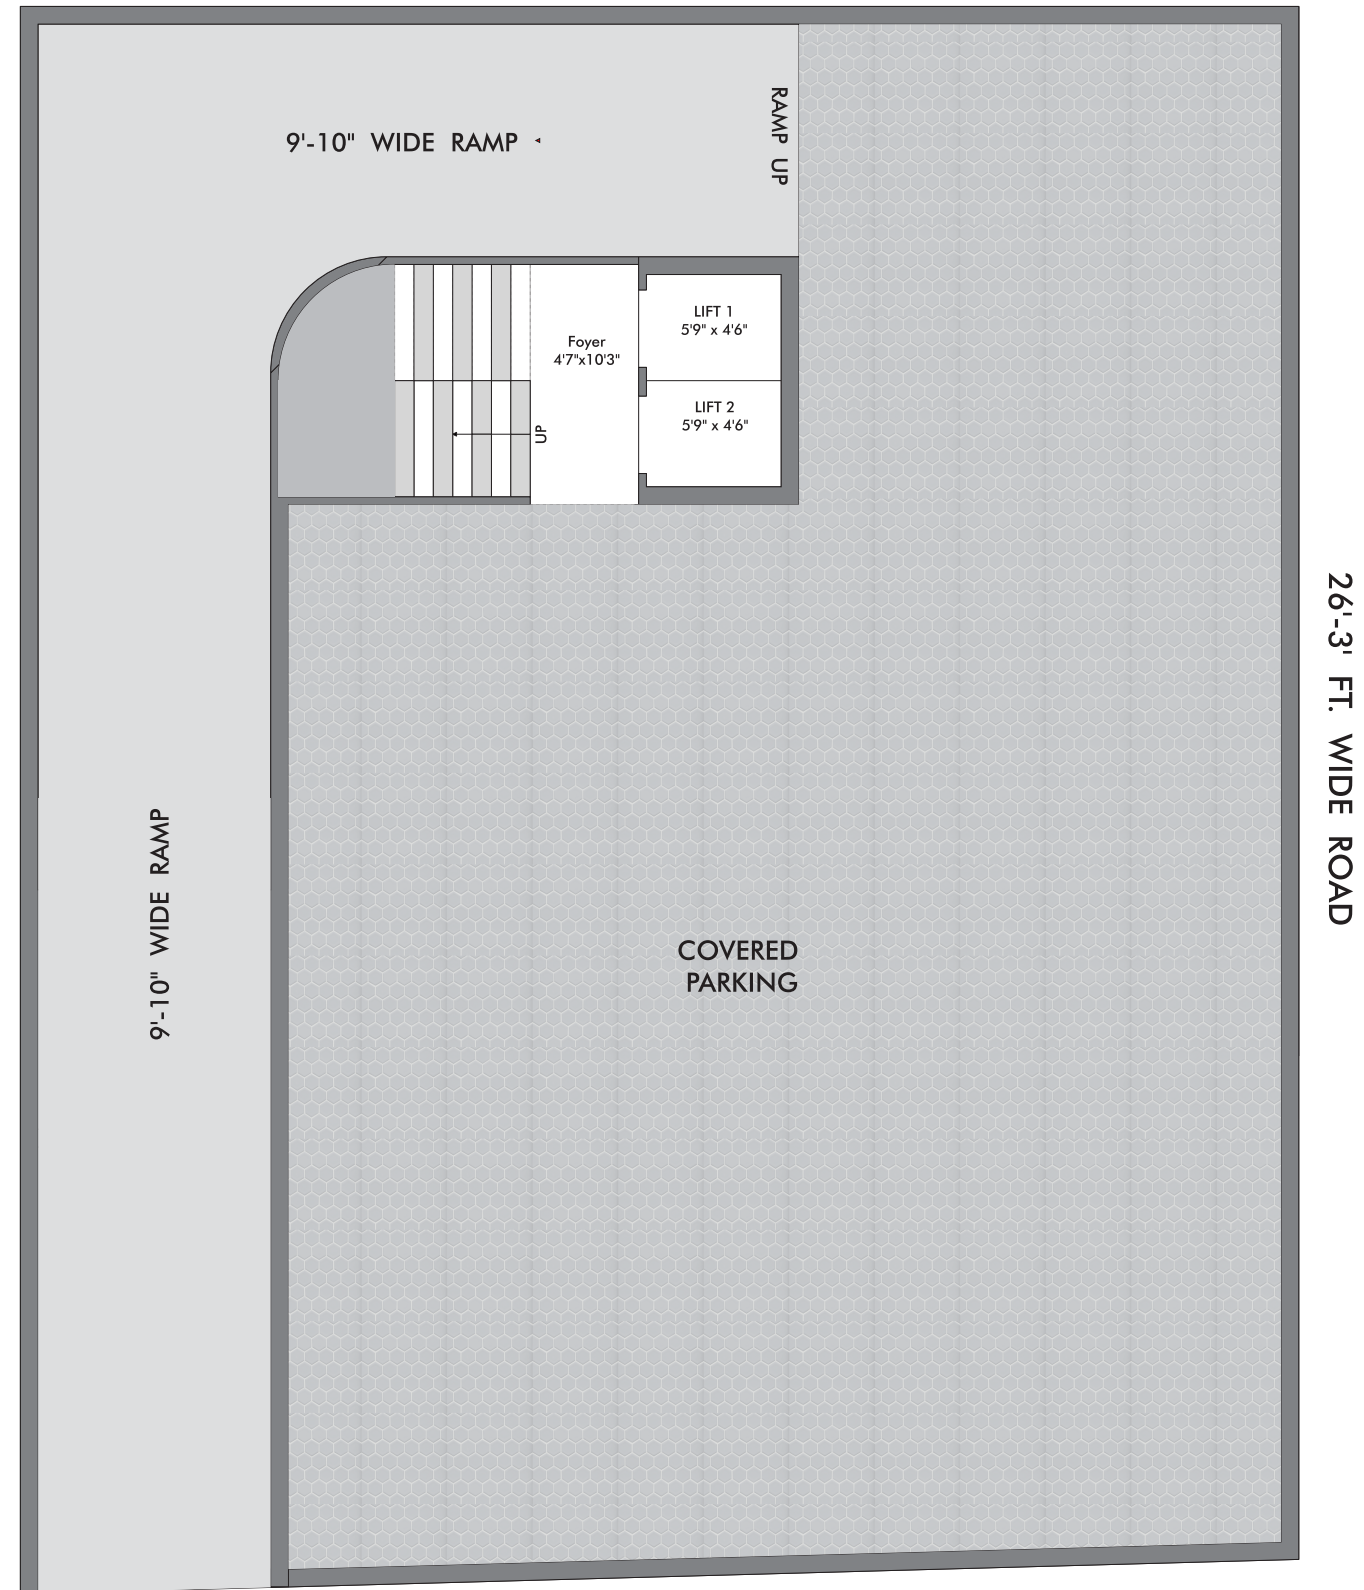 RAMP UP
9'-10" WIDE RAMP
LIFT 1
5'9" x 4'6"
Foyer
4'7"x10'3"
LIFT 2
5'9" x 4'6"
UP
26'-3' FT. WIDE ROAD
9'-10" WIDE RAMP
COVERED
PARKING